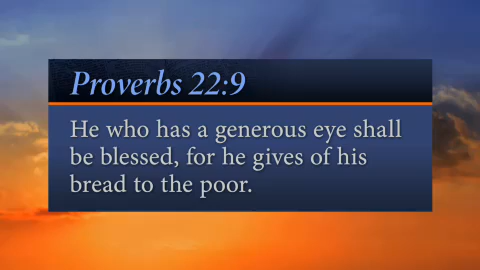 Proverbs 22:9
He who has a generous eye shall
be blessed, for he gives of his
bread to the poor.